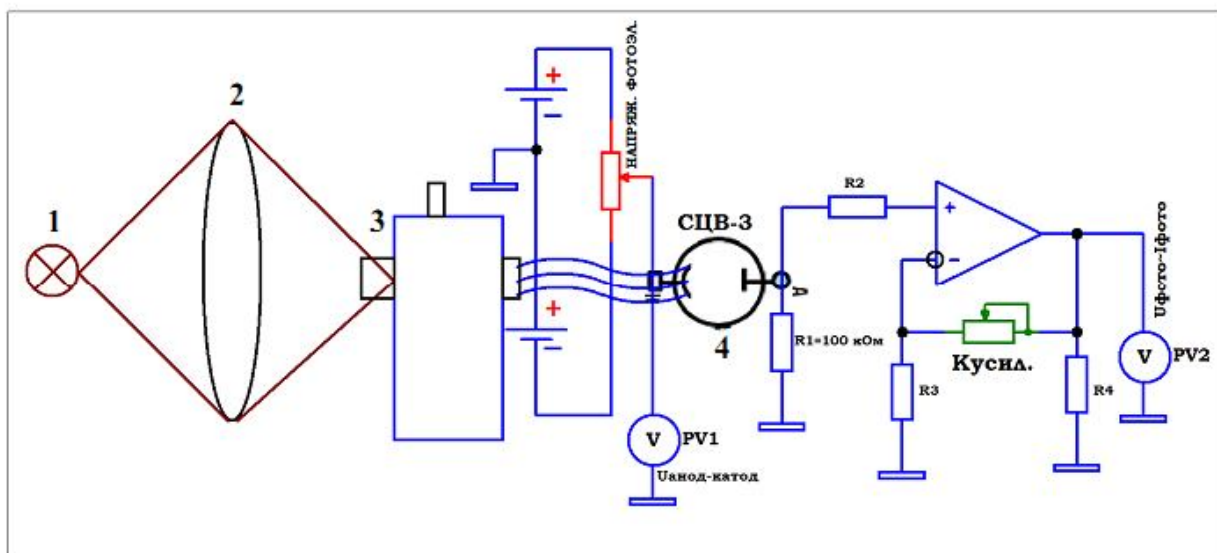 1
2
3
+
−
+
−
НАПРЯЖ. ФОТОЭЛ.
СЦВ-3
4
A
R1=100 кОм
R2
+
−
Кусил.
R3
R4
V
PV1
Uанод-катод
V
PV2
Uфсто~Iфото